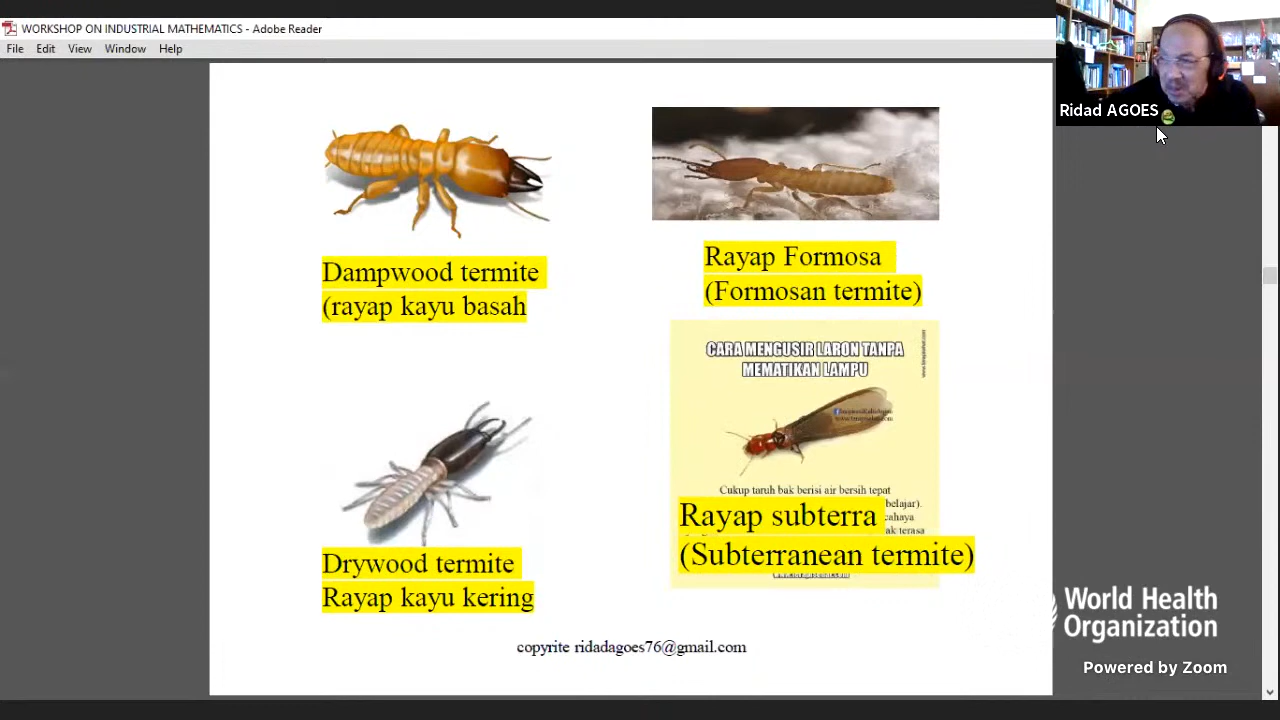 WORKSHOP ON INDUSTRIAL MATHEMATICS - Adobe Reader
File Edit View Window Help
Ridad AGOES
Dampwood termite
(rayap kayu basah
Rayap Formosa
(Formosan termite)
CARA MENGUSIR LARON TANPA
MEMATIKAN LAMPU
Cukup taruh bak berisi air bersih tepat
belajar).
cahaya
ak terasa
Rayap subterra
(Subterranean termite)
Drywood termite
Rayap kayu kering
copyrite ridadagoes76@gmail.com
World Health
Organization
Powered by Zoom